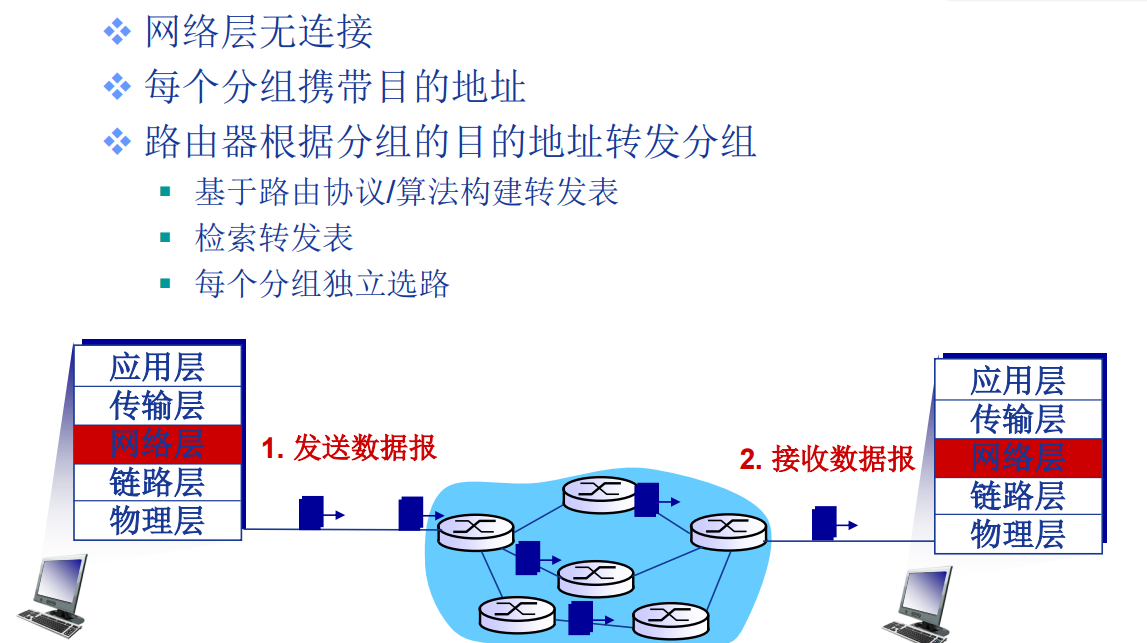 网络层无连接
每个分组携带目的地址
路由器根据分组的目的地址转发分组
基于路由协议/算法构建转发表
检索转发表
每个分组独立选路
应用层
传输层
网络层
链路层
物理层
1. 发送数据报
2. 接收数据报
应用层
传输层
网络层
链路层
物理层